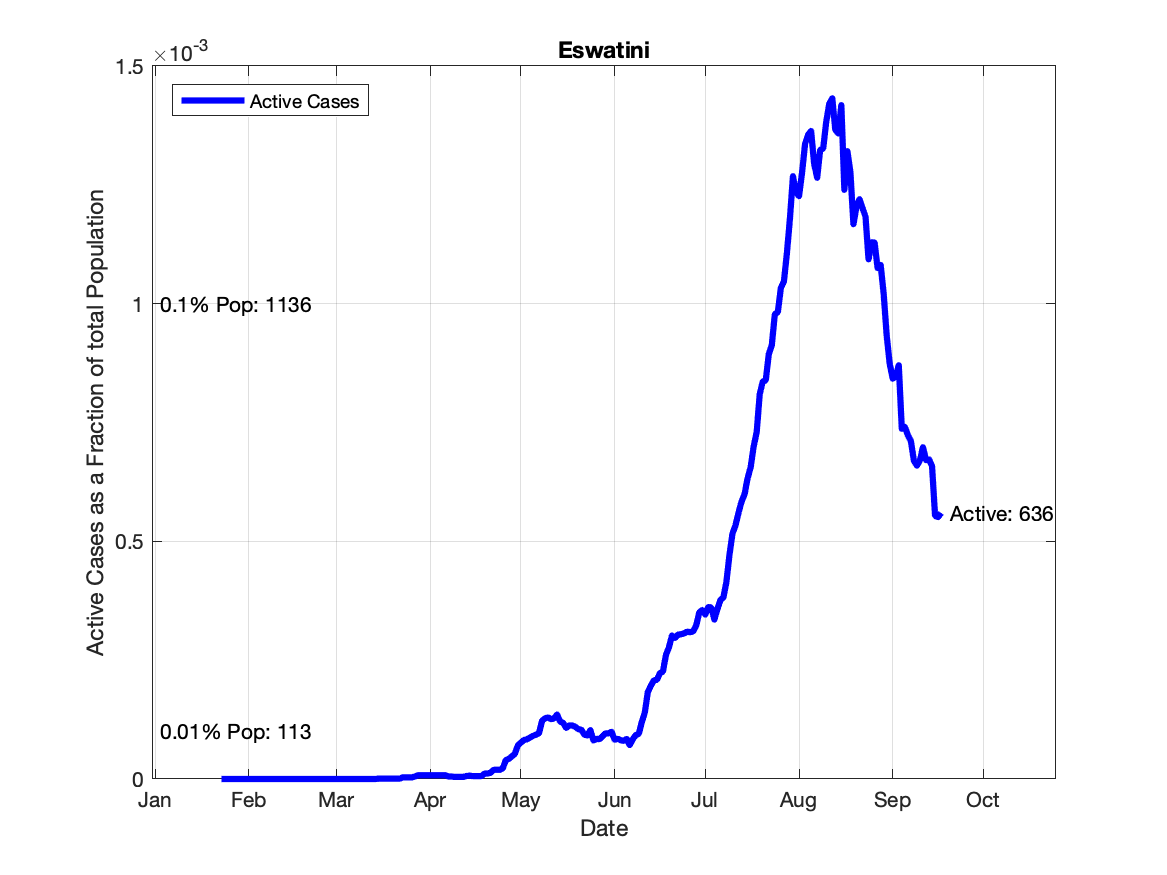 Eswatini
×10-3
1.5
Active Cases
1
0.1% Pop: 1136
0.5
Active: 636
0.01% Pop: 113
0
Active Cases as a Fraction of total Population
Jan Feb Mar Apr May Jun Jul Aug Sep Oct
Date